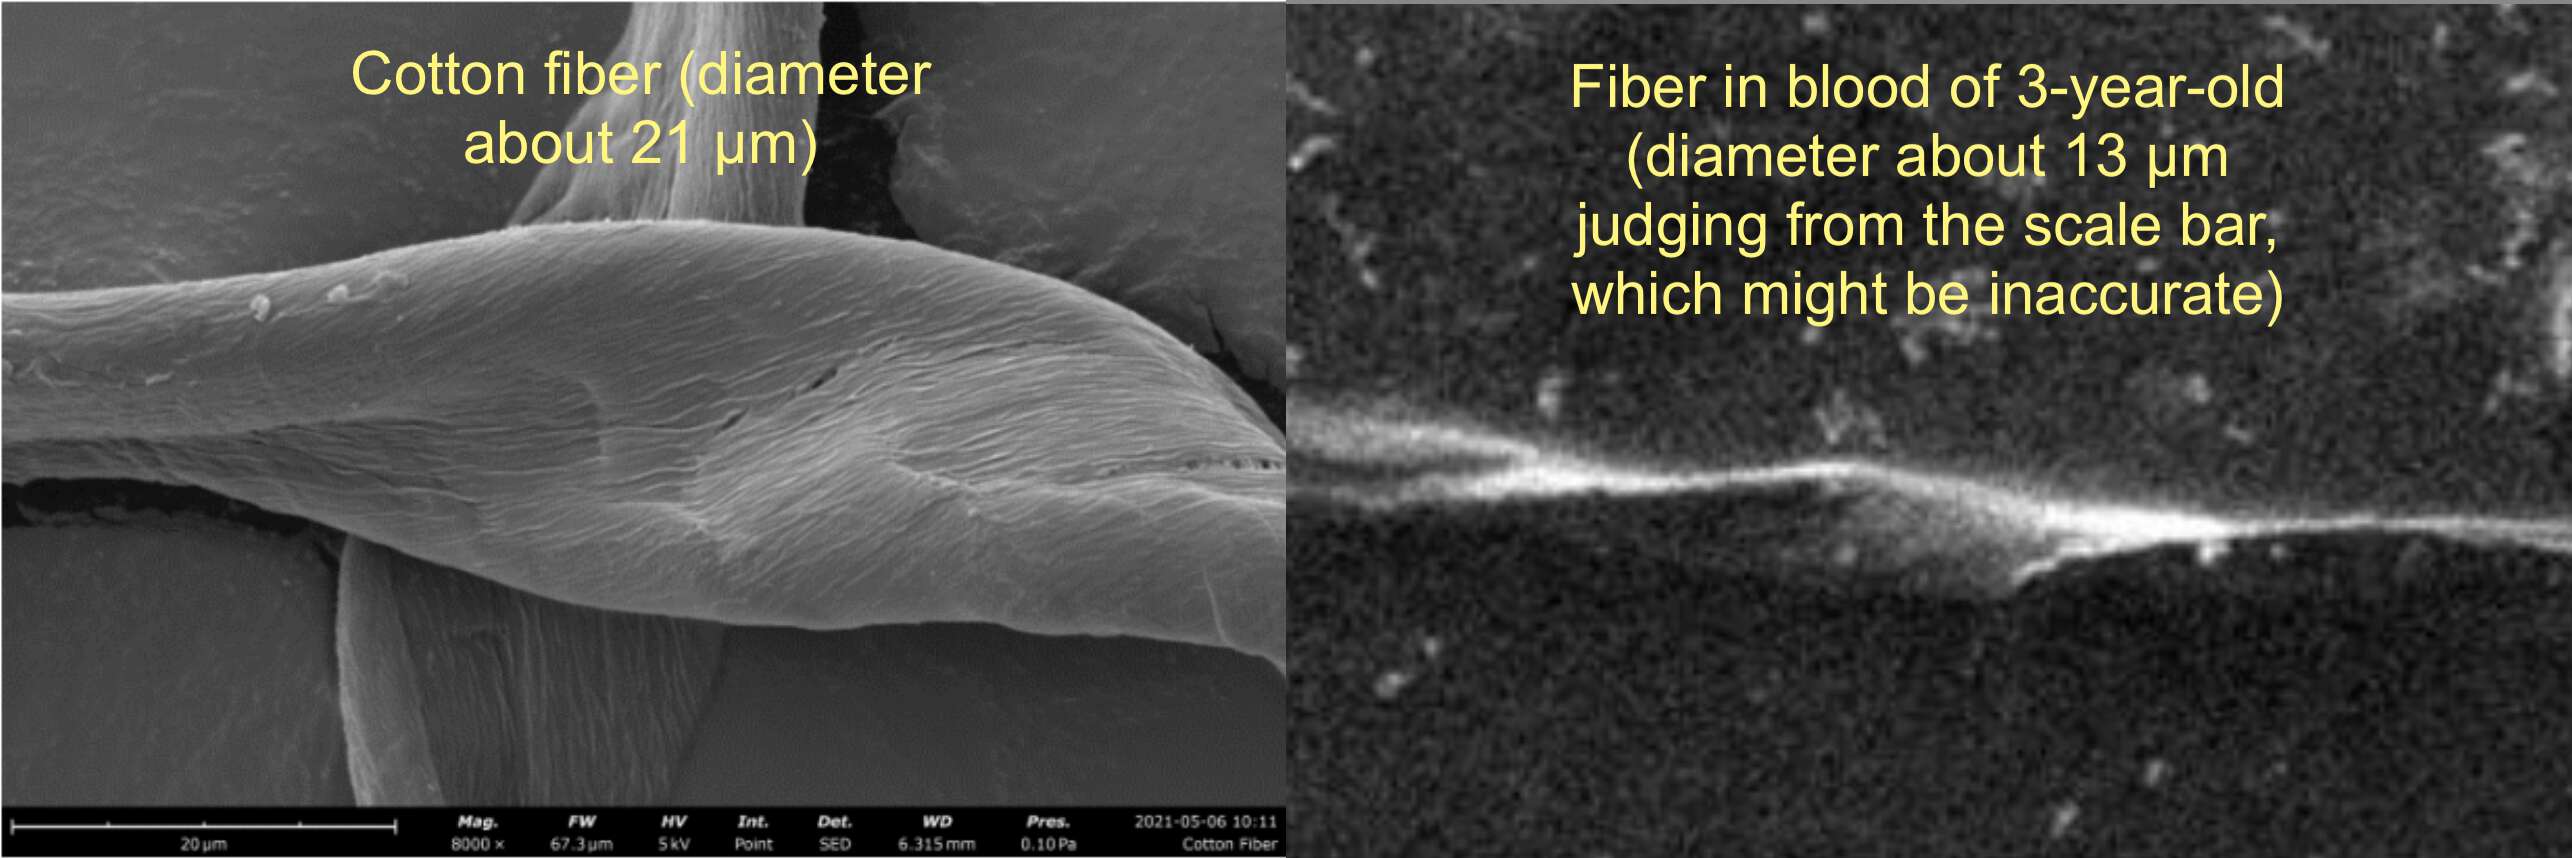 Cotton fiber (diameter
about 21 µm)
Fiber in blood of 3-year-old
(diameter about 13 µm
judging from the scale bar,
which might be inaccurate)
20 µm
Mag. FW HV Int. Det. WD Pres. 2021-05-06 10:11
8000 × 67.3 µm 5 kV Point SED 6.315 mm 0.10 Pa Cotton Fiber